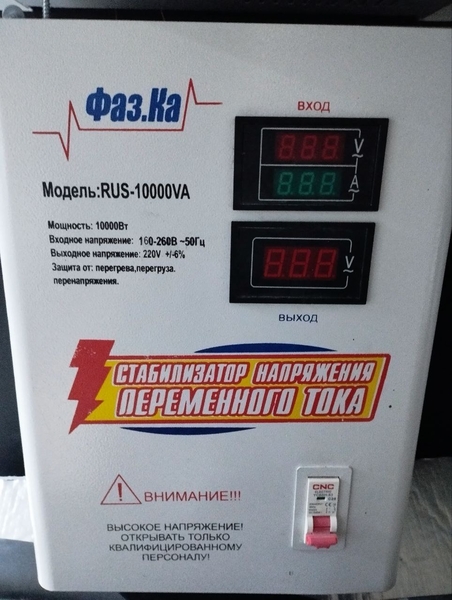 Фаз.Ка
ВХОД
V
A
Модель:RUS-10000VA
Мощность: 10000Вт
Входное напряжение: 160-260В ~50Гц
Выходное напряжение: 220V +/-6%
Защита от: перегрева,перегруза.
перенапряжения.
V
ВЫХОД
СТАБИЛИЗАТОР НАПРЯЖЕНИЯ
ПЕРЕМЕННОГО ТОКА
ВНИМАНИЕ!!!
ВЫСОКОЕ НАПРЯЖЕНИЕ!
ОТКРЫВАТЬ ТОЛЬКО
КВАЛИФИЦИРОВАННОМУ
ПЕРСОНАЛУ!
CNC